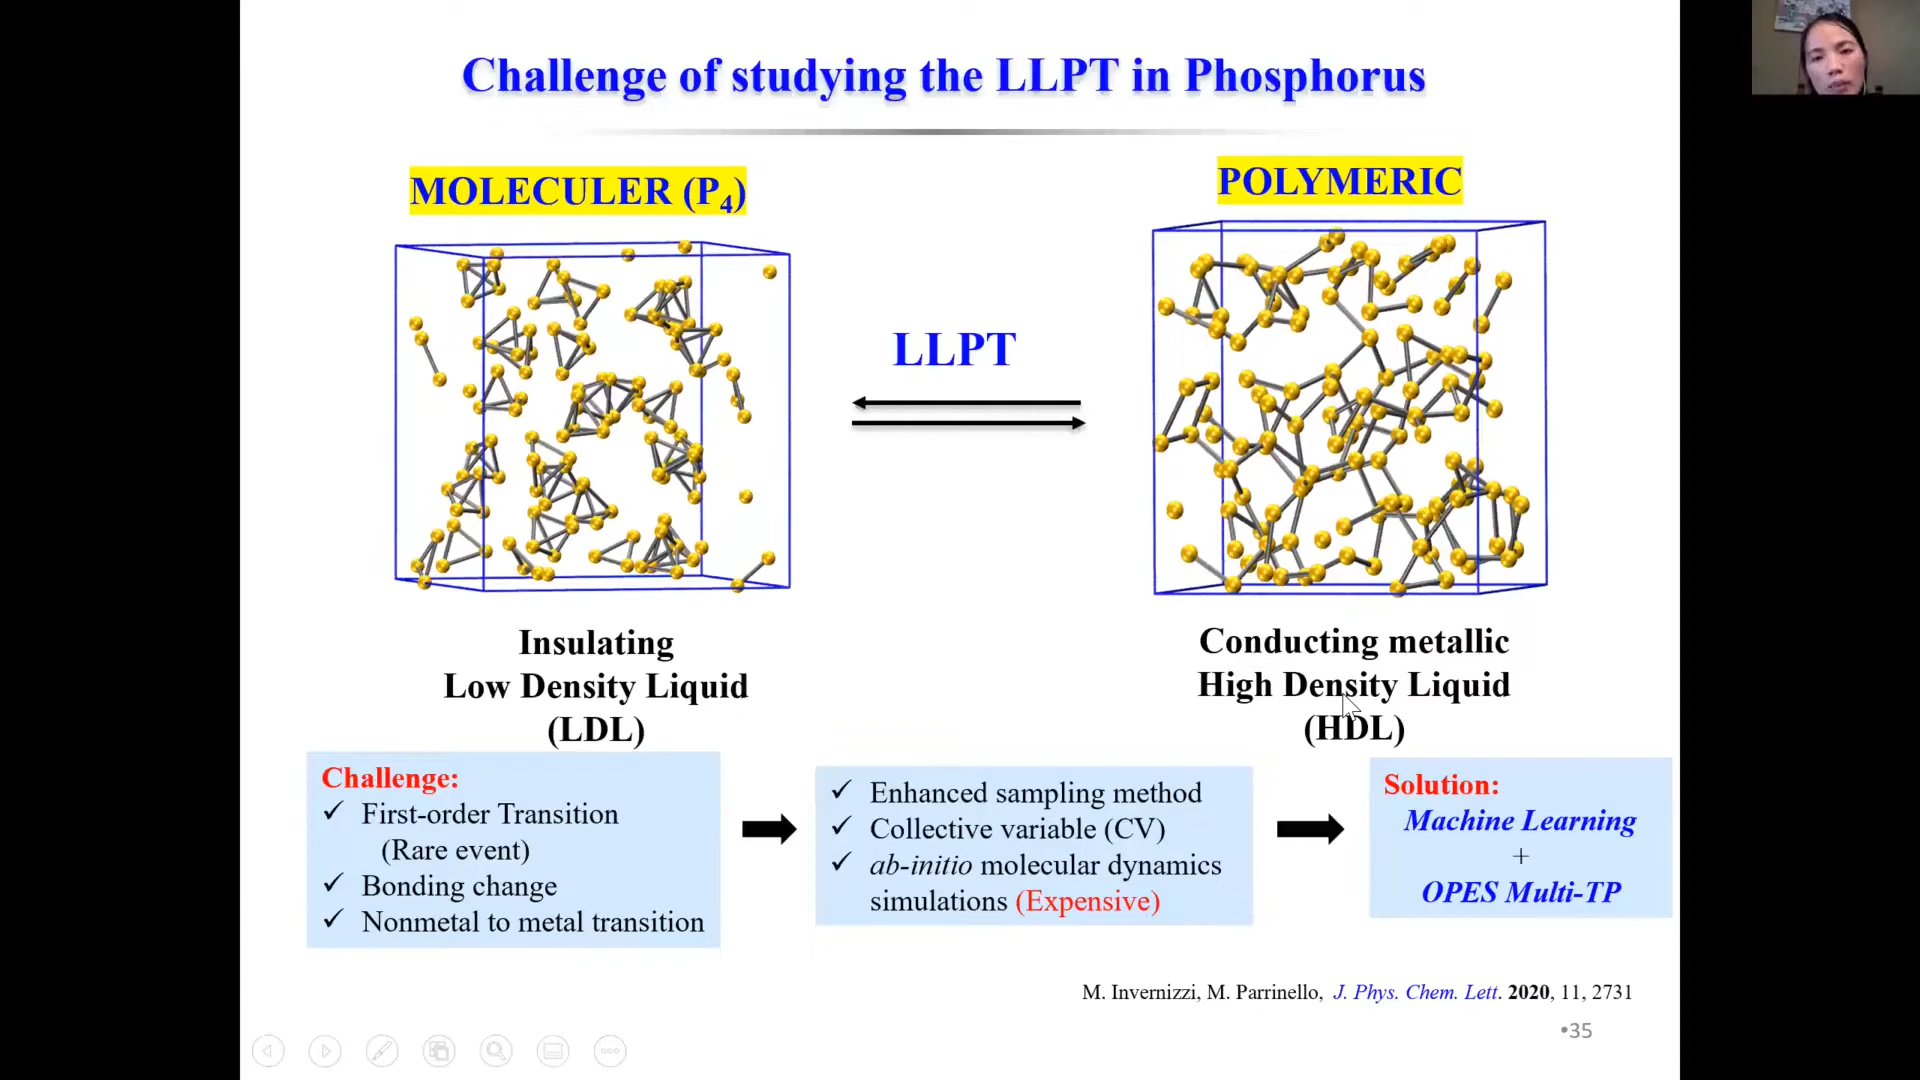 Challenge of studying the LLPT in Phosphorus
MOLECULER (P4)
POLYMERIC
LLPT
Insulating
Low Density Liquid
(LDL)
Conducting metallic
High Density Liquid
(HDL)
Challenge:
✓ First-order Transition
(Rare event)
✓ Bonding change
✓ Nonmetal to metal transition
✓ Enhanced sampling method
✓ Collective variable (CV)
✓ ab-initio molecular dynamics
simulations (Expensive)
Solution:
Machine Learning
+
OPES Multi-TP
M. Invernizzi, M. Parrinello, J. Phys. Chem. Lett. 2020, 11, 2731
•35